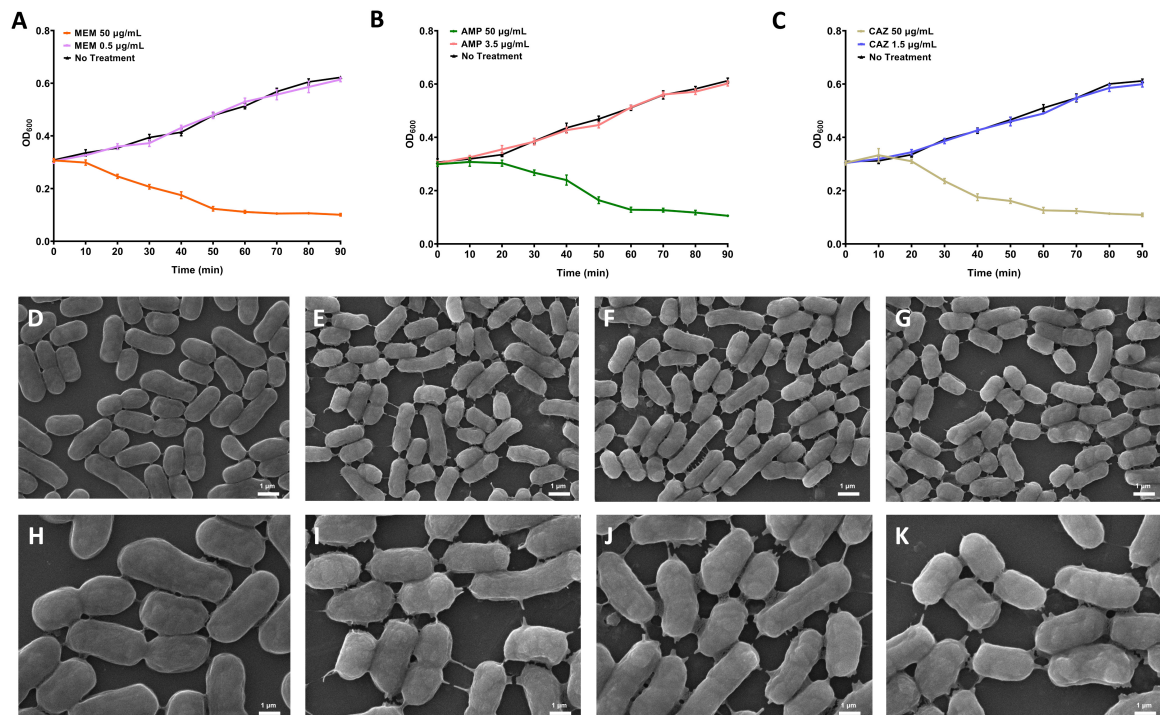 A
MEM 50 µg/mL
MEM 0.5 µg/mL
No Treatment
0.8
0.6
0.4
0.2
0.0
OD600
0 10 20 30 40 50 60 70 80 90
Time (min)
B
AMP 50 µg/mL
AMP 3.5 µg/mL
No Treatment
0.8
0.6
0.4
0.2
0.0
OD600
0 10 20 30 40 50 60 70 80 90
Time (min)
C
CAZ 50 µg/mL
CAZ 1.5 µg/mL
No Treatment
0.8
0.6
0.4
0.2
0.0
OD600
0 10 20 30 40 50 60 70 80 90
Time (min)
D
1 µm
E
1 µm
F
1 µm
G
1 µm
H
1 µm
I
1 µm
J
1 µm
K
1 µm